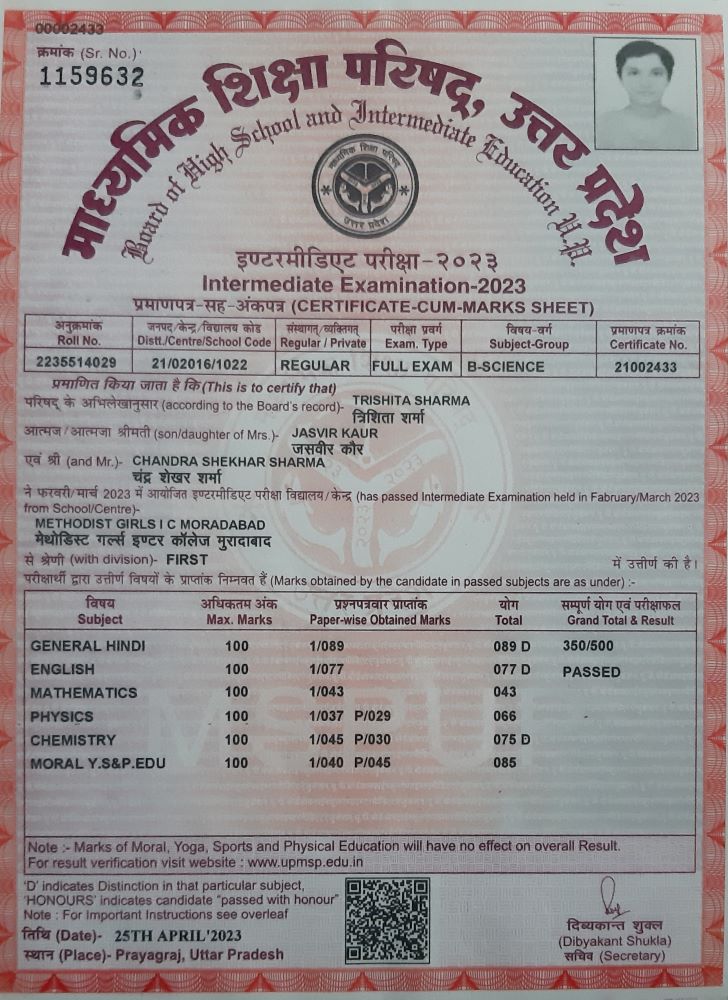 00002433
क्रमांक (Sr. No.)
1159632
माध्यमिक शिक्षा परिषद्, उत्तर प्रदेश
Board of High School and Intermediate Education U.P.
माध्यमिक शिक्षा परिषद
उत्तर प्रदेश
इण्टरमीडिएट परीक्षा-२०२३
Intermediate Examination-2023
प्रमाणपत्र-सह-अंकपत्र (CERTIFICATE-CUM-MARKS SHEET)
अनुक्रमांक जनपद/केन्द्र/विद्यालय कोड संस्थागत/व्यक्तिगत परीक्षा प्रवर्ग विषय-वर्ग प्रमाणपत्र क्रमांक
Roll No. Distt./Centre/School Code Regular / Private Exam. Type Subject-Group Certificate No.
2235514029 21/02016/1022 REGULAR FULL EXAM B-SCIENCE 21002433
प्रमाणित किया जाता है कि (This is to certify that)
परिषद् के अभिलेखानुसार (according to the Board's record)- TRISHITA SHARMA
त्रिशिता शर्मा
आत्मज/आत्मजा श्रीमती (son/daughter of Mrs.)- JASVIR KAUR
जसवीर कौर
एवं श्री (and Mr.)- CHANDRA SHEKHAR SHARMA
चंद्र शेखर शर्मा
ने फरवरी/मार्च 2023 में आयोजित इण्टरमीडिएट परीक्षा विद्यालय/केन्द्र (has passed Intermediate Examination held in Fabruary/March 2023
from School/Centre)-
METHODIST GIRLS I C MORADABAD
मेथोडिस्ट गर्ल्स इण्टर कॉलेज मुरादाबाद
से श्रेणी (with division)- FIRST में उत्तीर्ण की है।
परीक्षार्थी द्वारा उत्तीर्ण विषयों के प्राप्तांक निम्नवत हैं (Marks obtained by the candidate in passed subjects are as under) :-
विषय अधिकतम अंक प्रश्नपत्रवार प्राप्तांक योग सम्पूर्ण योग एवं परीक्षाफल
Subject Max. Marks Paper-wise Obtained Marks Total Grand Total & Result
GENERAL HINDI 100 1/089 089 D 350/500
ENGLISH 100 1/077 077 D PASSED
MATHEMATICS 100 1/043 043
PHYSICS 100 1/037 P/029 066
CHEMISTRY 100 1/045 P/030 075 D
MORAL Y.S&P.EDU 100 1/040 P/045 085
Note :- Marks of Moral, Yoga, Sports and Physical Education will have no effect on overall Result.
For result verification visit website : www.upmsp.edu.in
'D' indicates Distinction in that particular subject,
'HONOURS' indicates candidate "passed with honour"
Note : For Important Instructions see overleaf
तिथि (Date)- 25TH APRIL'2023
स्थान (Place)- Prayagraj, Uttar Pradesh
दिव्यकान्त शुक्ल
(Dibyakant Shukla)
सचिव (Secretary)